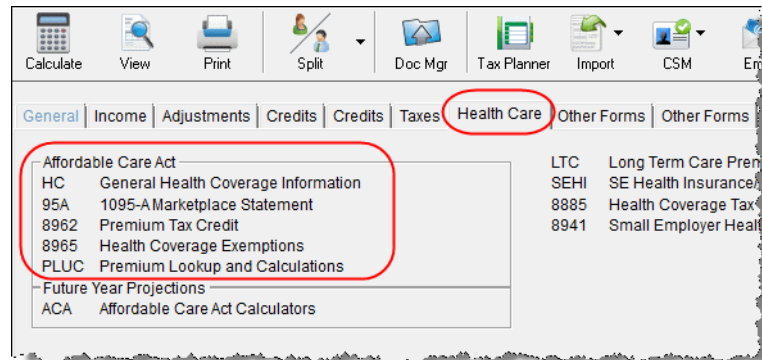 Calculate View Print Split Doc Mgr Tax Planner Import CSM
General Income Adjustments Credits Credits Taxes Health Care Other Forms Other Forms
Affordable Care Act
HC General Health Coverage Information
95A 1095-A Marketplace Statement
8962 Premium Tax Credit
8965 Health Coverage Exemptions
PLUC Premium Lookup and Calculations
Future Year Projections
ACA Affordable Care Act Calculators
LTC Long Term Care
SEHI SE Health Insurance/
8885 Health Coverage Tax
8941 Small Employer